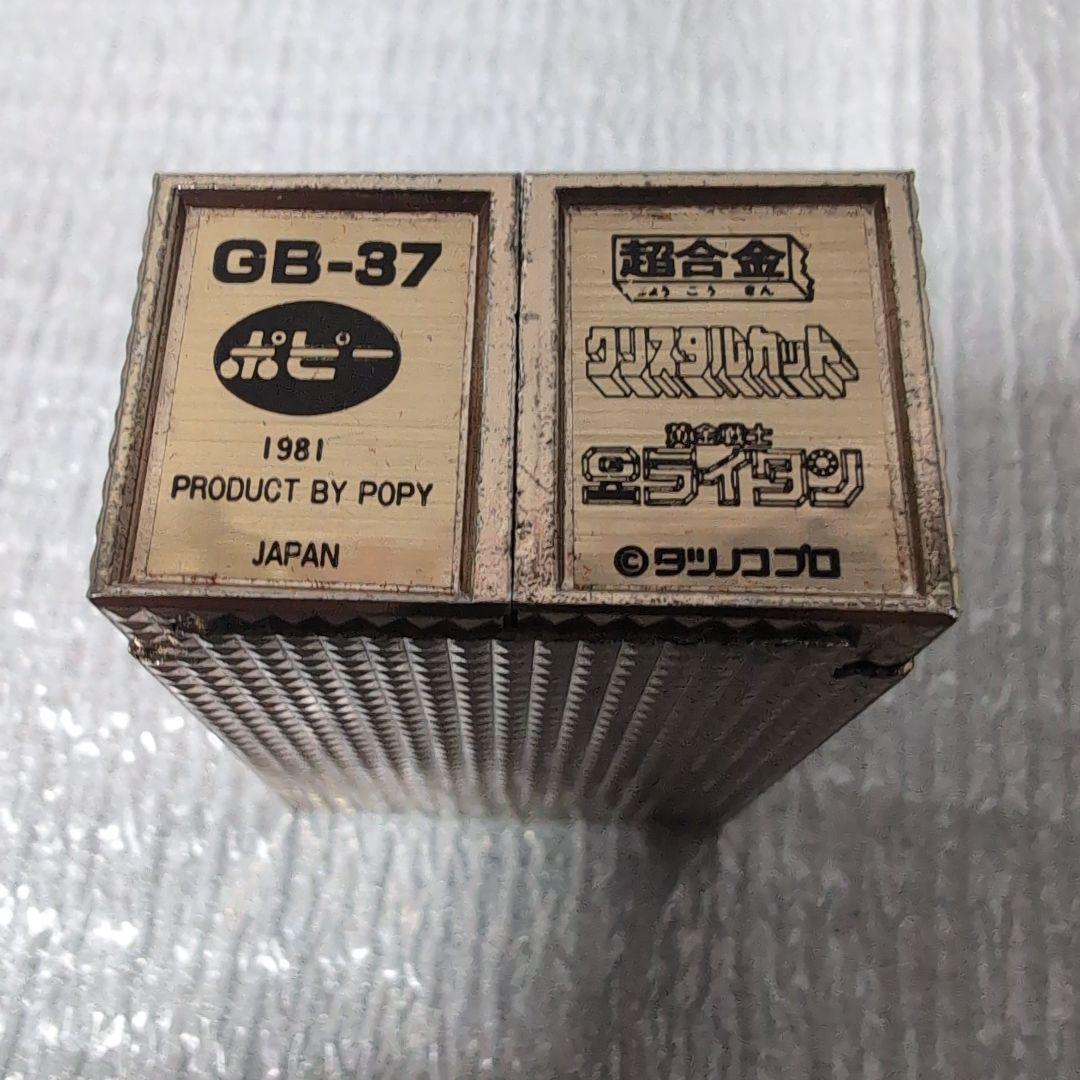 GB-37
ポピー
1981
PRODUCT BY POPY
JAPAN
超合金
ちょうこうきん
クリスタルカット
黄金戦士
ゴールドライタン
©タツノコプロ